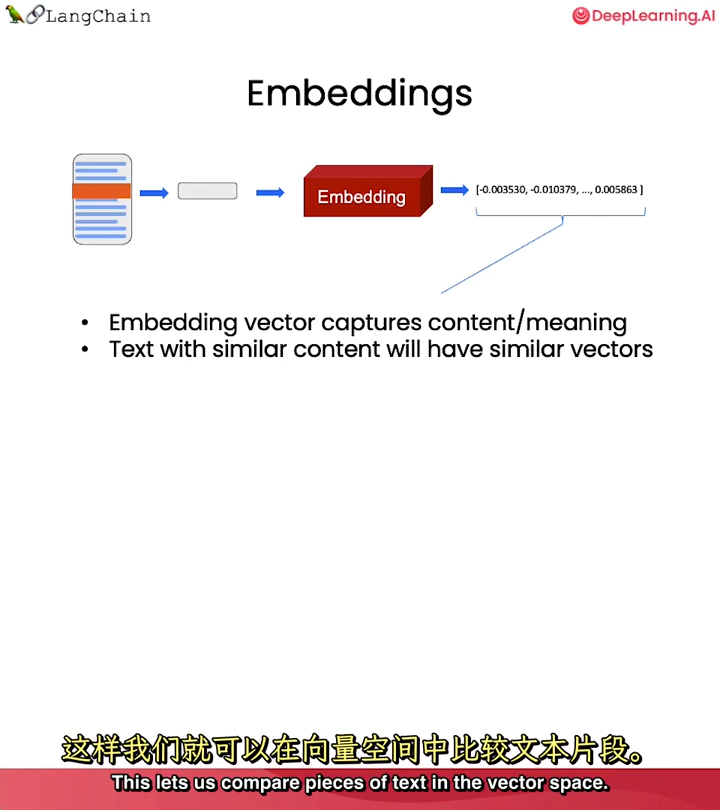 LangChain
DeepLearning.AI
Embeddings
Embedding
[-0.003530, -0.010379, ..., 0.005863 ]
• Embedding vector captures content/meaning
• Text with similar content will have similar vectors
这样我们就可以在向量空间中比较文本片段。
This lets us compare pieces of text in the vector space.